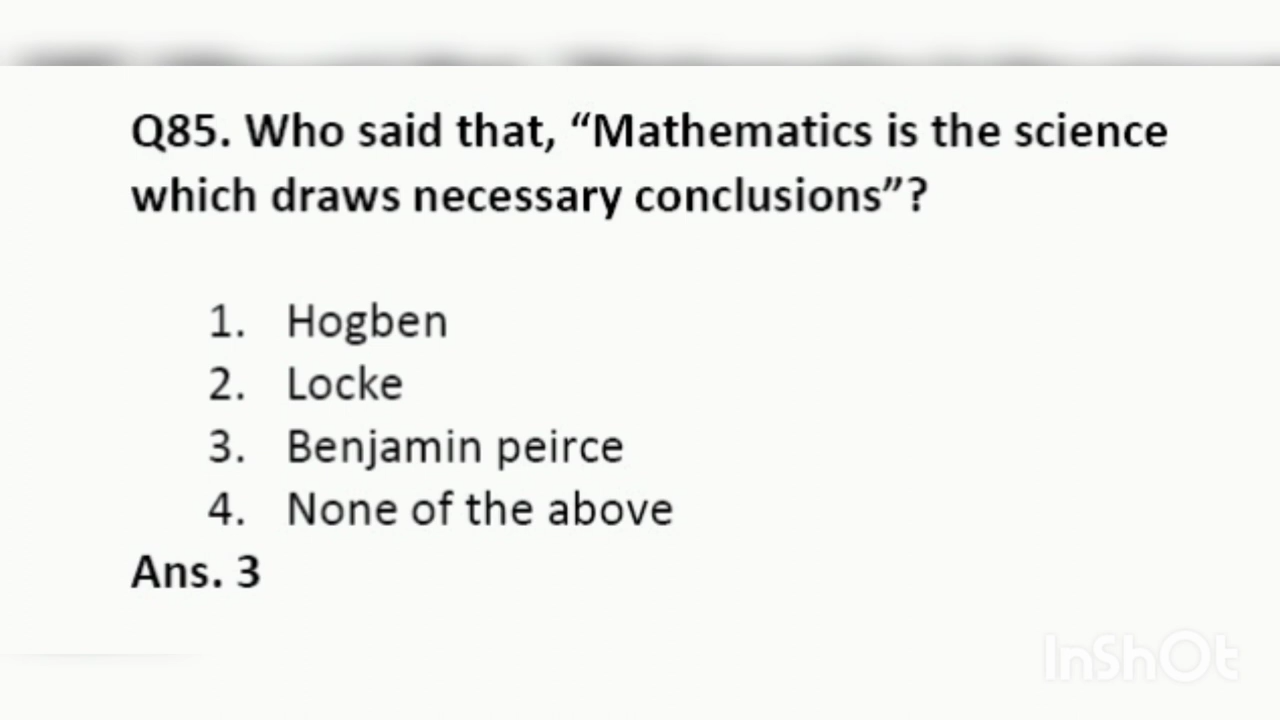 Q85. Who said that, “Mathematics is the science
which draws necessary conclusions”?
1. Hogben
2. Locke
3. Benjamin peirce
4. None of the above
Ans. 3
InShOt